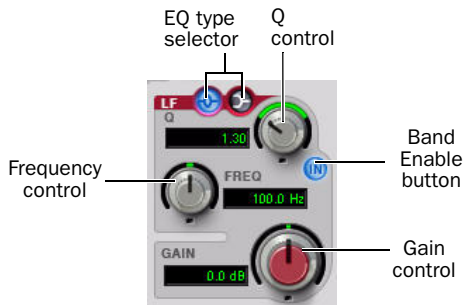 EQ type
selector
Q
control
LF
Q
1.30
IN
Band
Enable
button
Frequency
control
FREQ
100.0 Hz
GAIN
0.0 dB
Gain
control